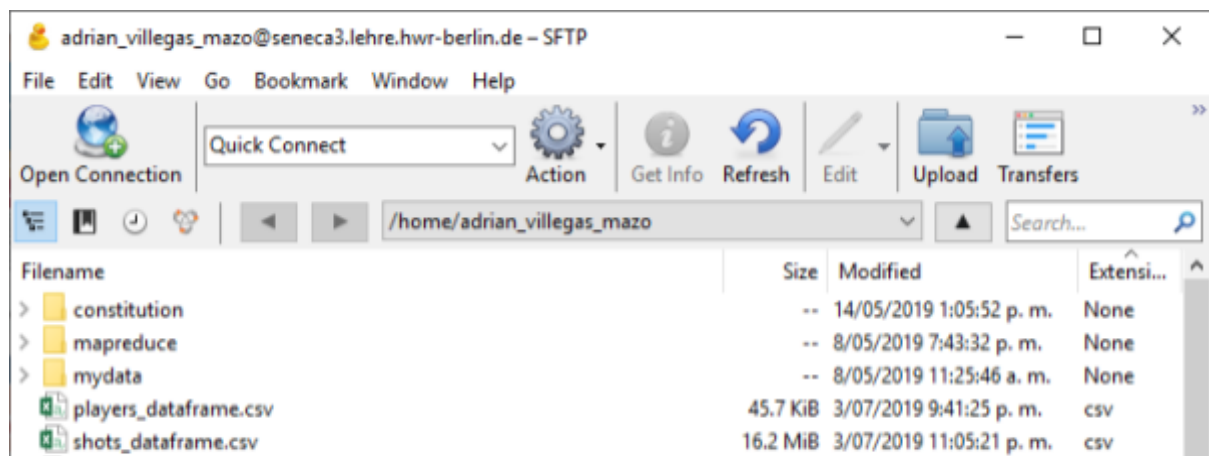 adrian_villegas_mazo@seneca3.lehre.hwr-berlin.de – SFTP
File Edit View Go Bookmark Window Help
Open Connection Quick Connect Action Get Info Refresh Edit Upload Transfers
/home/adrian_villegas_mazo Search...
Filename Size Modified Extensi...
constitution -- 14/05/2019 1:05:52 p. m. None
mapreduce -- 8/05/2019 7:43:32 p. m. None
mydata -- 8/05/2019 11:25:46 a. m. None
players_dataframe.csv 45.7 KiB 3/07/2019 9:41:25 p. m. csv
shots_dataframe.csv 16.2 MiB 3/07/2019 11:05:21 p. m. csv